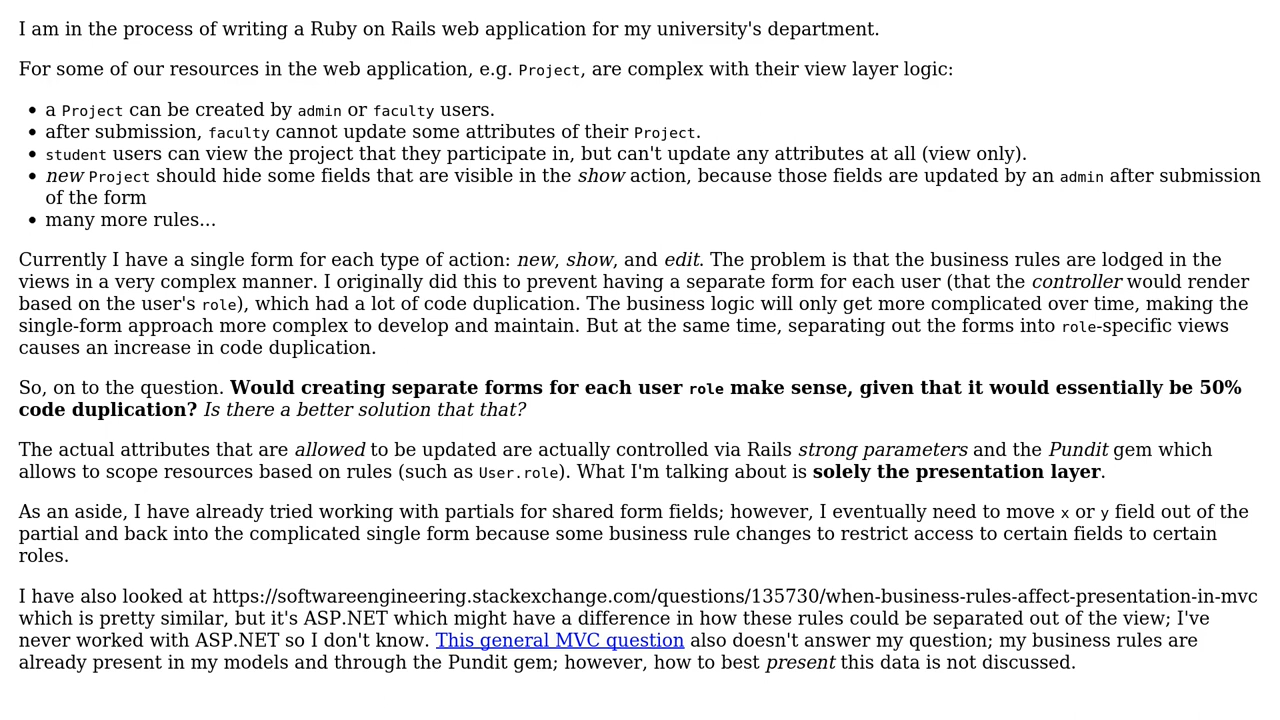 I am in the process of writing a Ruby on Rails web application for my university's department.
For some of our resources in the web application, e.g. Project, are complex with their view layer logic:
• a Project can be created by admin or faculty users.
• after submission, faculty cannot update some attributes of their Project.
• student users can view the project that they participate in, but can't update any attributes at all (view only).
• new Project should hide some fields that are visible in the show action, because those fields are updated by an admin after submission
of the form
• many more rules...
Currently I have a single form for each type of action: new, show, and edit. The problem is that the business rules are lodged in the
views in a very complex manner. I originally did this to prevent having a separate form for each user (that the controller would render
based on the user's role), which had a lot of code duplication. The business logic will only get more complicated over time, making the
single-form approach more complex to develop and maintain. But at the same time, separating out the forms into role-specific views
causes an increase in code duplication.
So, on to the question. Would creating separate forms for each user role make sense, given that it would essentially be 50%
code duplication? Is there a better solution that that?
The actual attributes that are allowed to be updated are actually controlled via Rails strong parameters and the Pundit gem which
allows to scope resources based on rules (such as User.role). What I'm talking about is solely the presentation layer.
As an aside, I have already tried working with partials for shared form fields; however, I eventually need to move x or y field out of the
partial and back into the complicated single form because some business rule changes to restrict access to certain fields to certain
roles.
I have also looked at https://softwareengineering.stackexchange.com/questions/135730/when-business-rules-affect-presentation-in-mvc
which is pretty similar, but it's ASP.NET which might have a difference in how these rules could be separated out of the view; I've
never worked with ASP.NET so I don't know. This general MVC question also doesn't answer my question; my business rules are
already present in my models and through the Pundit gem; however, how to best present this data is not discussed.